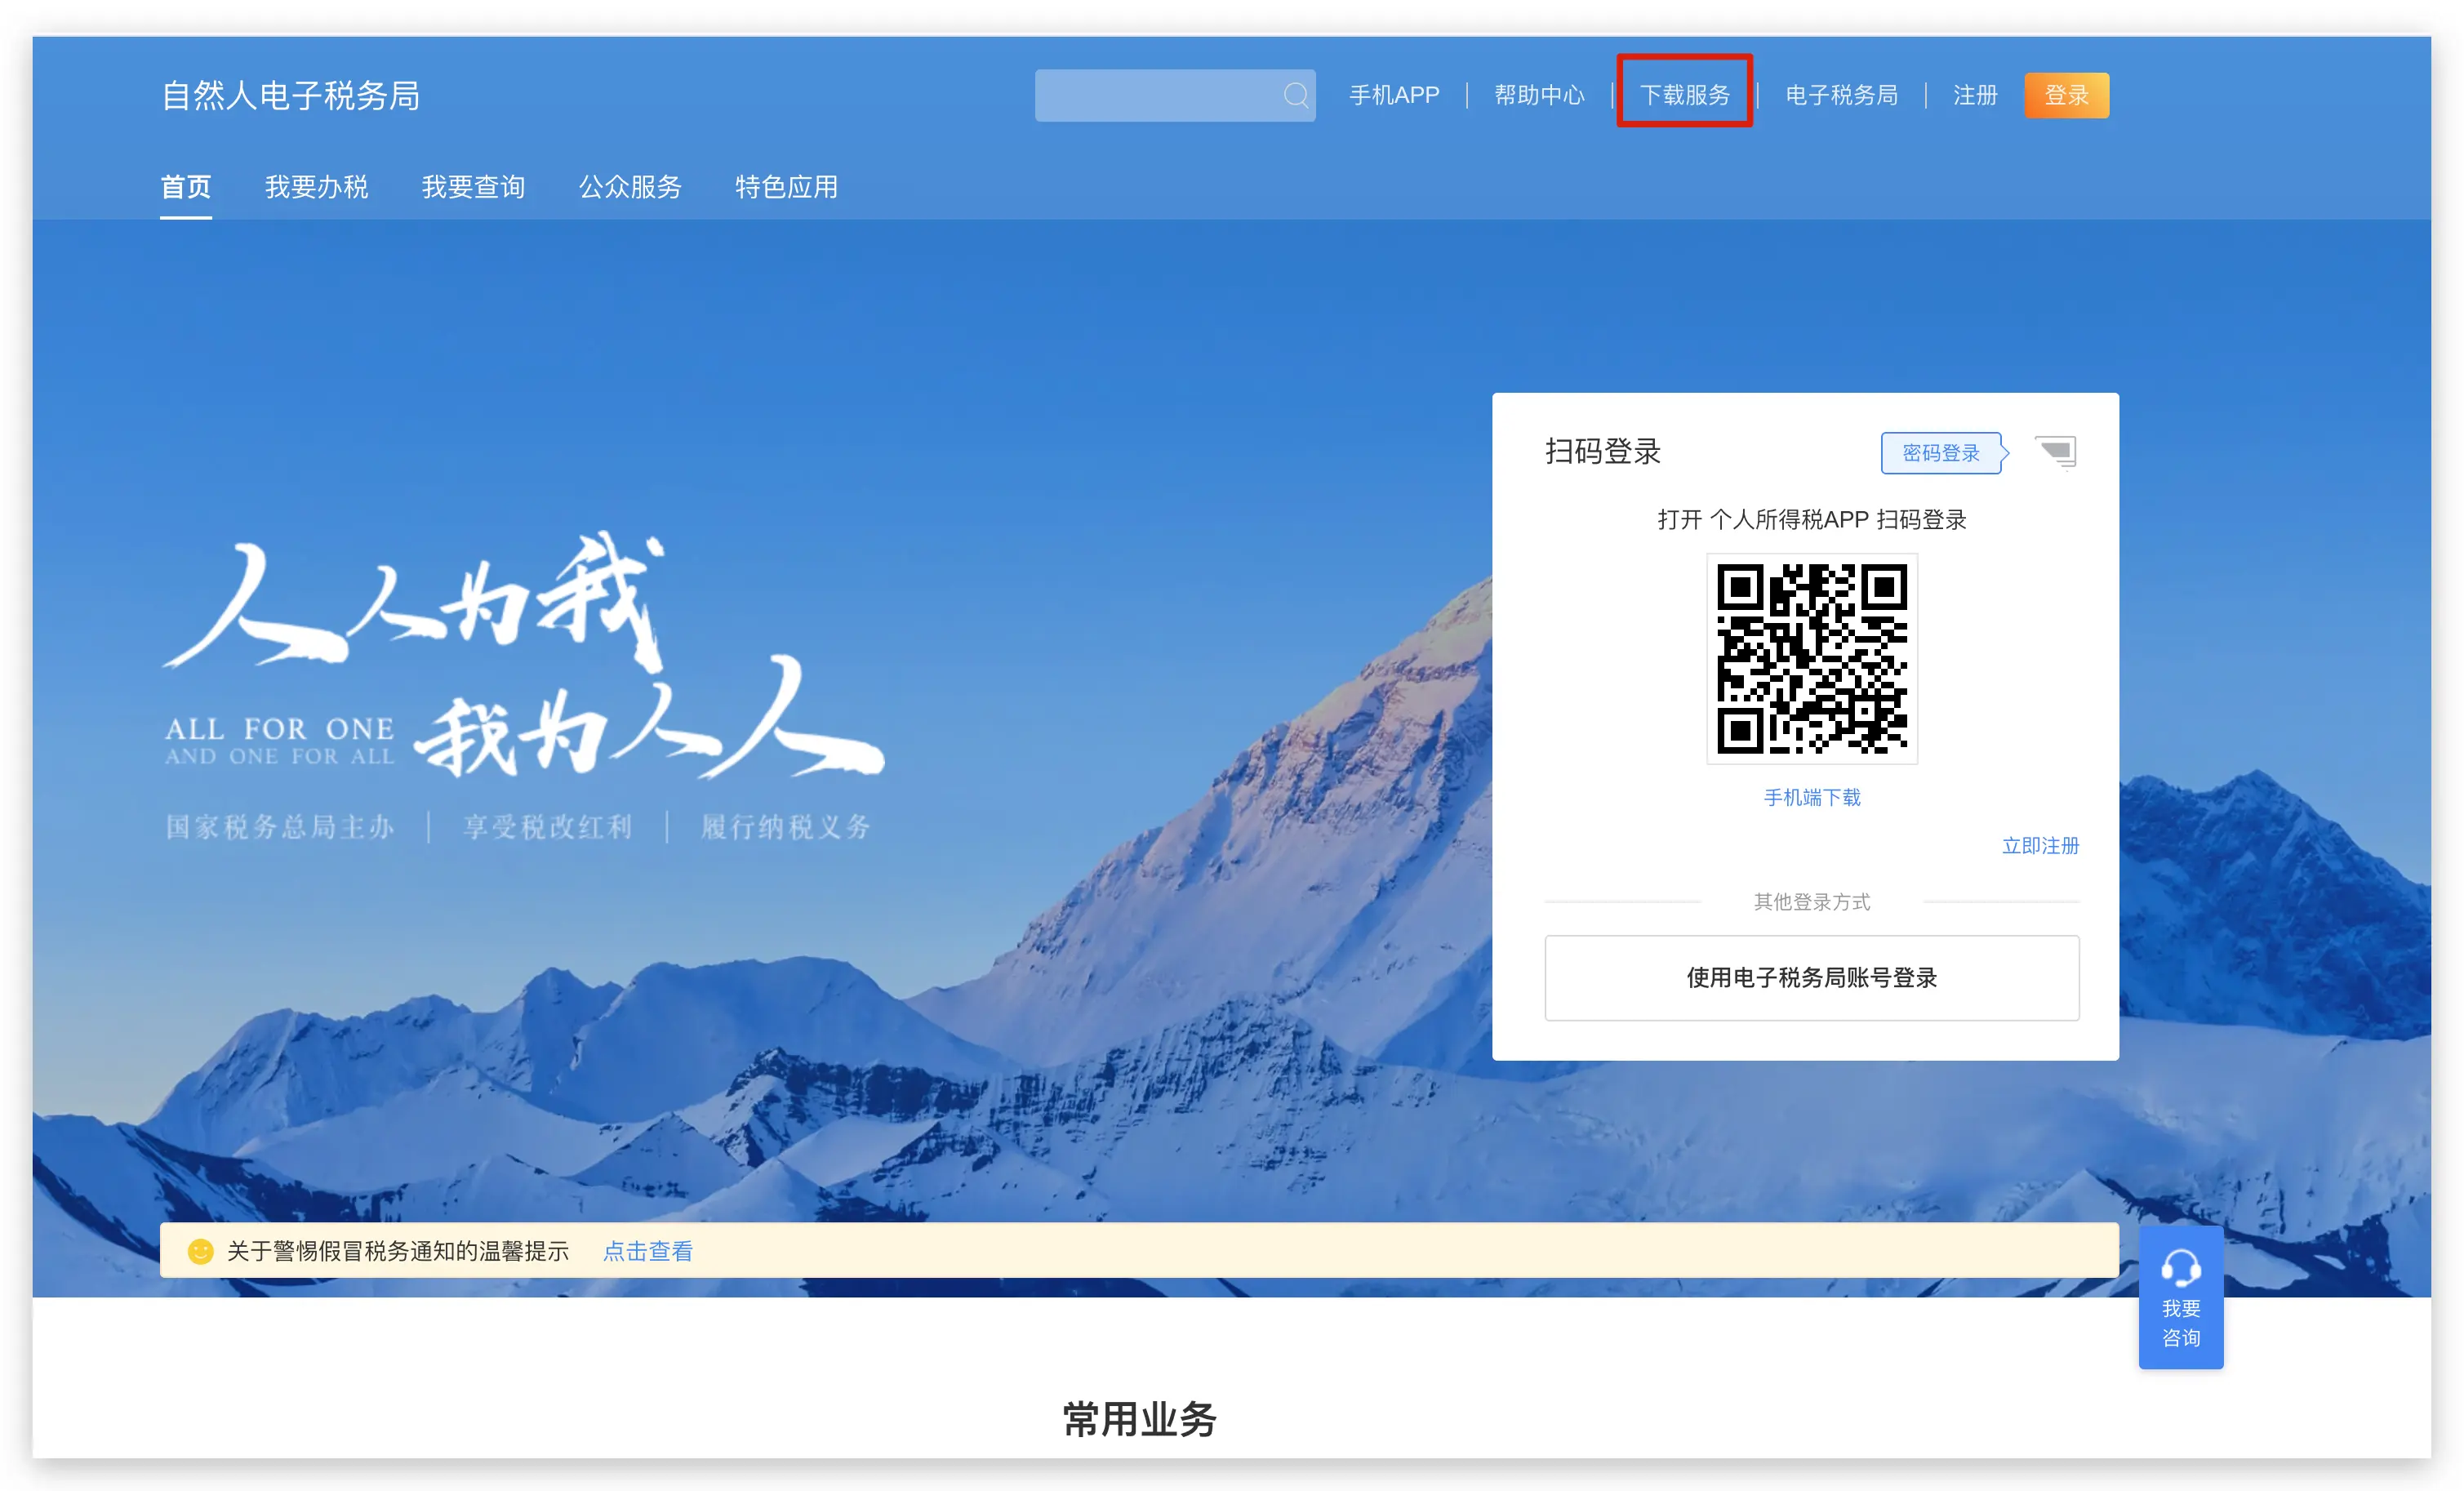 自然人电子税务局
手机APP | 帮助中心 | 下载服务 | 电子税务局 | 注册 登录
首页 我要办税 我要查询 公众服务 特色应用
扫码登录 密码登录
打开 个人所得税APP 扫码登录
人人为我
我为人人
ALL FOR ONE
AND ONE FOR ALL
国家税务总局主办 | 享受税改红利 | 履行纳税义务
手机端下载
立即注册
其他登录方式
使用电子税务局账号登录
关于警惕假冒税务通知的温馨提示 点击查看
我要
咨询
常用业务